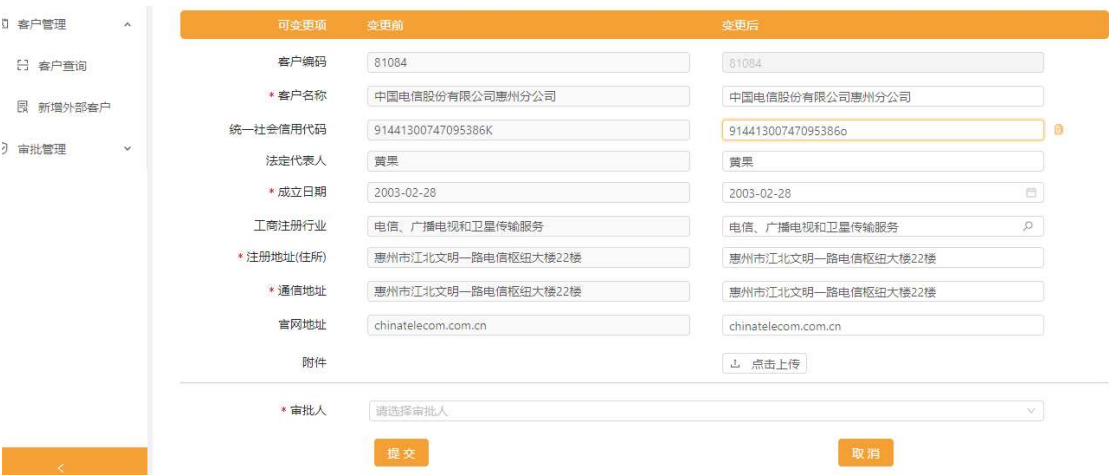 客户管理
客户查询
新增外部客户
审批管理
可变更项 变更前 变更后
客户编码 81084 81084
* 客户名称 中国电信股份有限公司惠州分公司 中国电信股份有限公司惠州分公司
统一社会信用代码 91441300747095386K 91441300747095386o
法定代表人 黄果 黄果
* 成立日期 2003-02-28 2003-02-28
工商注册行业 电信、广播电视和卫星传输服务 电信、广播电视和卫星传输服务
* 注册地址(住所) 惠州市江北文明一路电信枢纽大楼22楼 惠州市江北文明一路电信枢纽大楼22楼
* 通信地址 惠州市江北文明一路电信枢纽大楼22楼 惠州市江北文明一路电信枢纽大楼22楼
官网地址 chinatelecom.com.cn chinatelecom.com.cn
附件 点击上传
* 审批人 请选择审批人
提交 取消